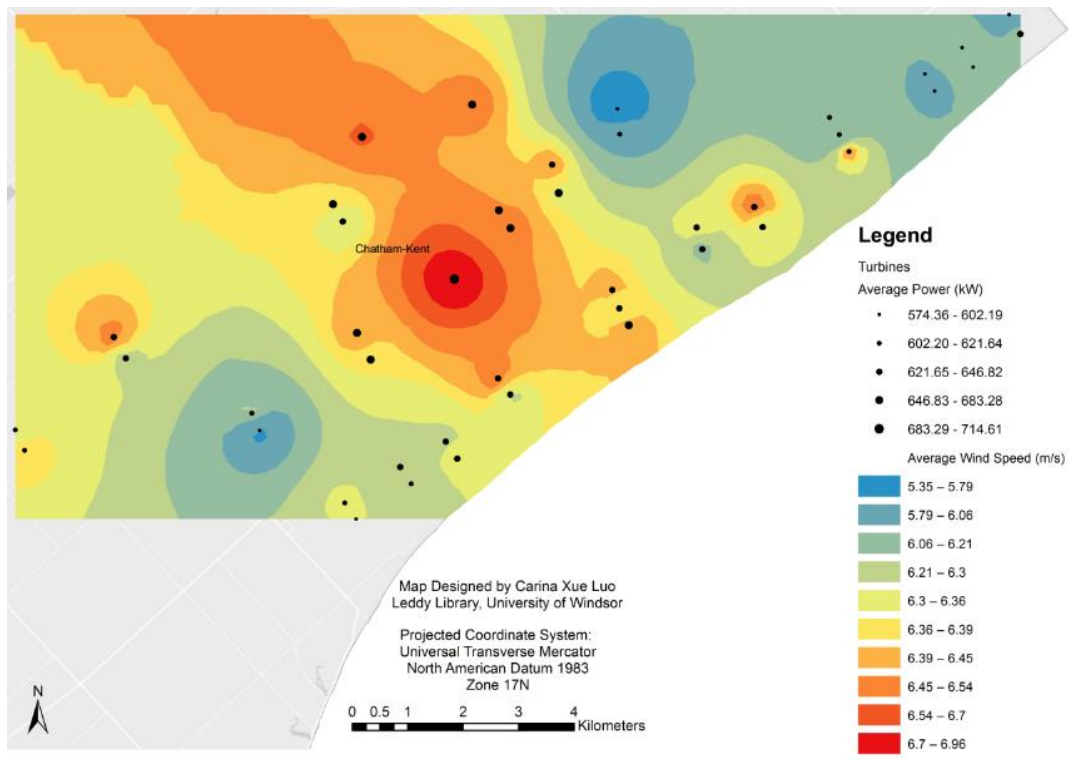 Chatham-Kent
Legend
Turbines
Average Power (kW)
574.36 - 602.19
602.20 - 621.64
621.65 - 646.82
646.83 - 683.28
683.29 - 714.61
Average Wind Speed (m/s)
5.35 – 5.79
5.79 – 6.06
6.06 – 6.21
6.21 – 6.3
6.3 – 6.36
6.36 – 6.39
6.39 – 6.45
6.45 – 6.54
6.54 – 6.7
6.7 – 6.96
Map Designed by Carina Xue Luo
Leddy Library, University of Windsor
Projected Coordinate System:
Universal Transverse Mercator
North American Datum 1983
Zone 17N
N
0 0.5 1 2 3 4
Kilometers